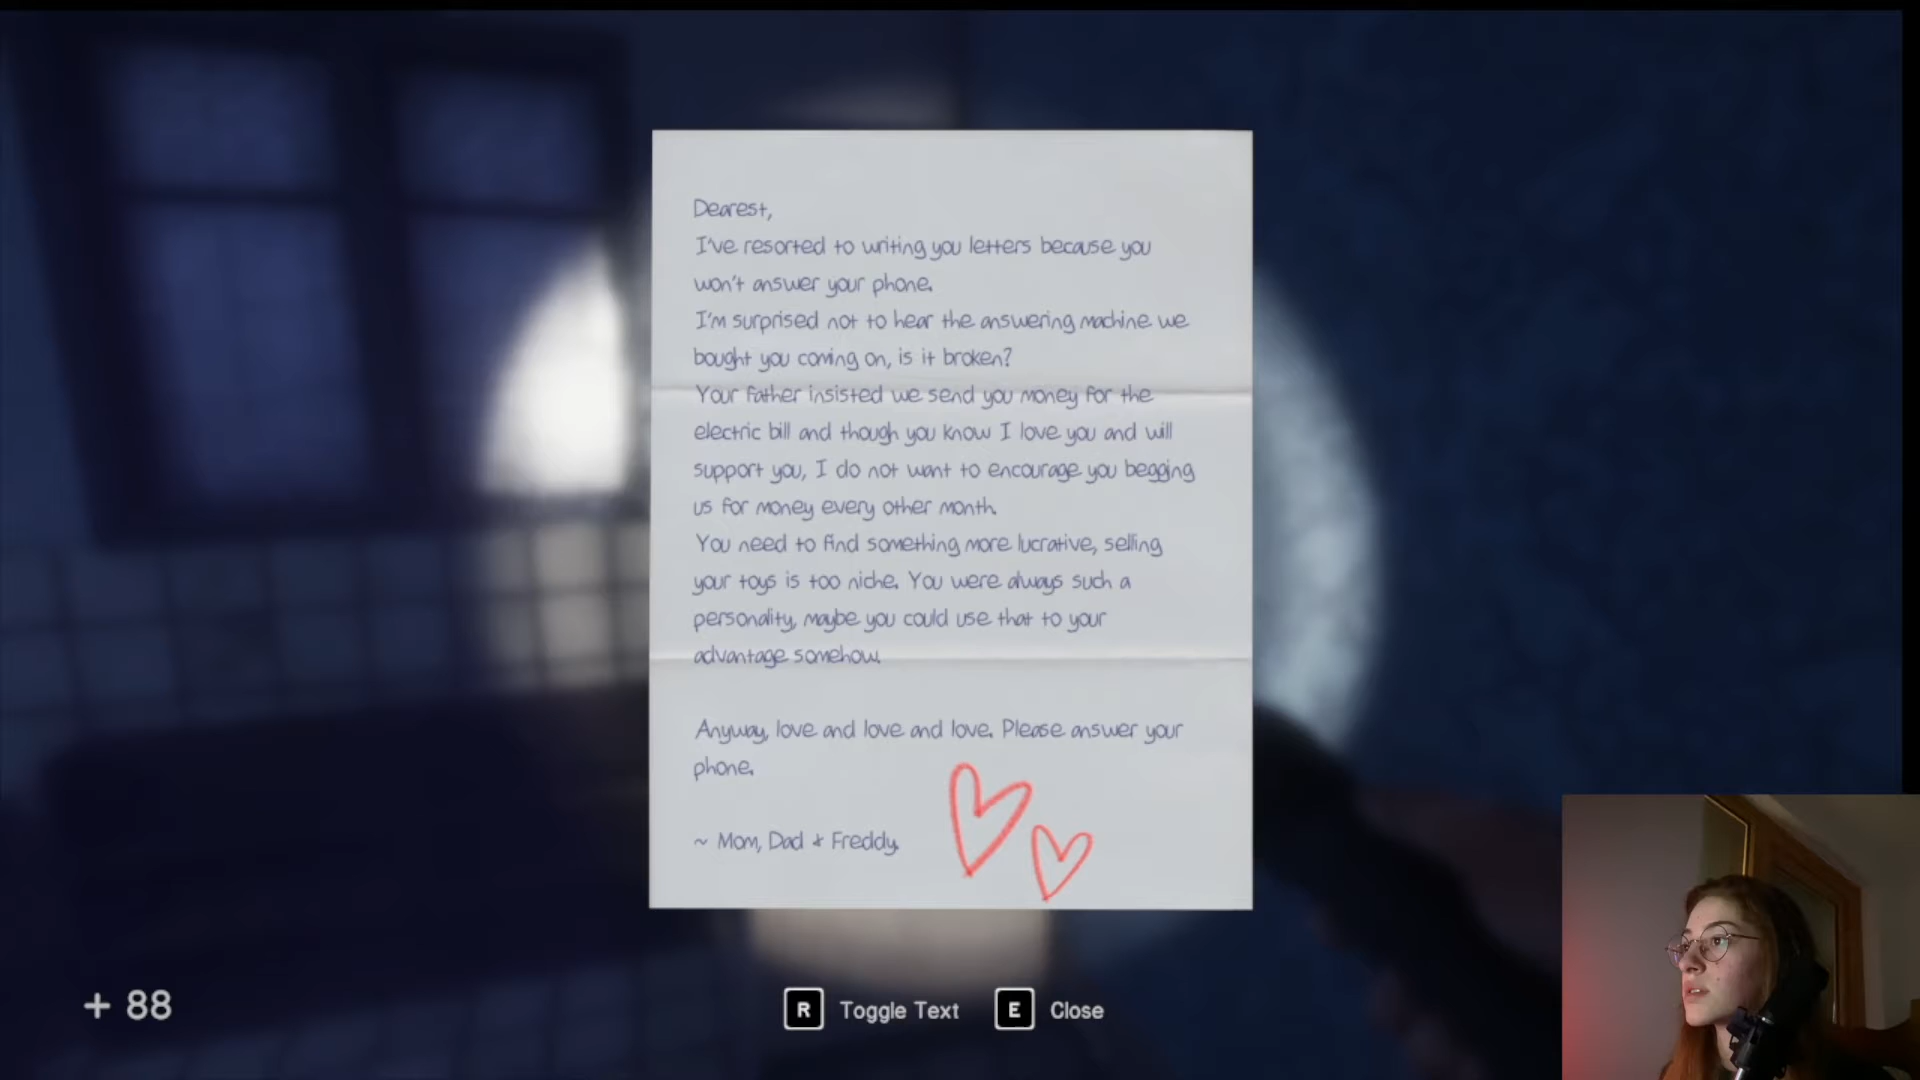 Dearest,
I've resorted to writing you letters because you
won't answer your phone.
I'm surprised not to hear the answering machine we
bought you coming on, is it broken?
Your father insisted we send you money for the
electric bill and though you know I love you and will
support you, I do not want to encourage you begging
us for money every other month.
You need to find something more lucrative, selling
your toys is too niche. You were always such a
personality, maybe you could use that to your
advantage somehow.
Anyway, love and love and love. Please answer your
phone.
~ Mom, Dad + Freddy.
+ 88
R Toggle Text E Close